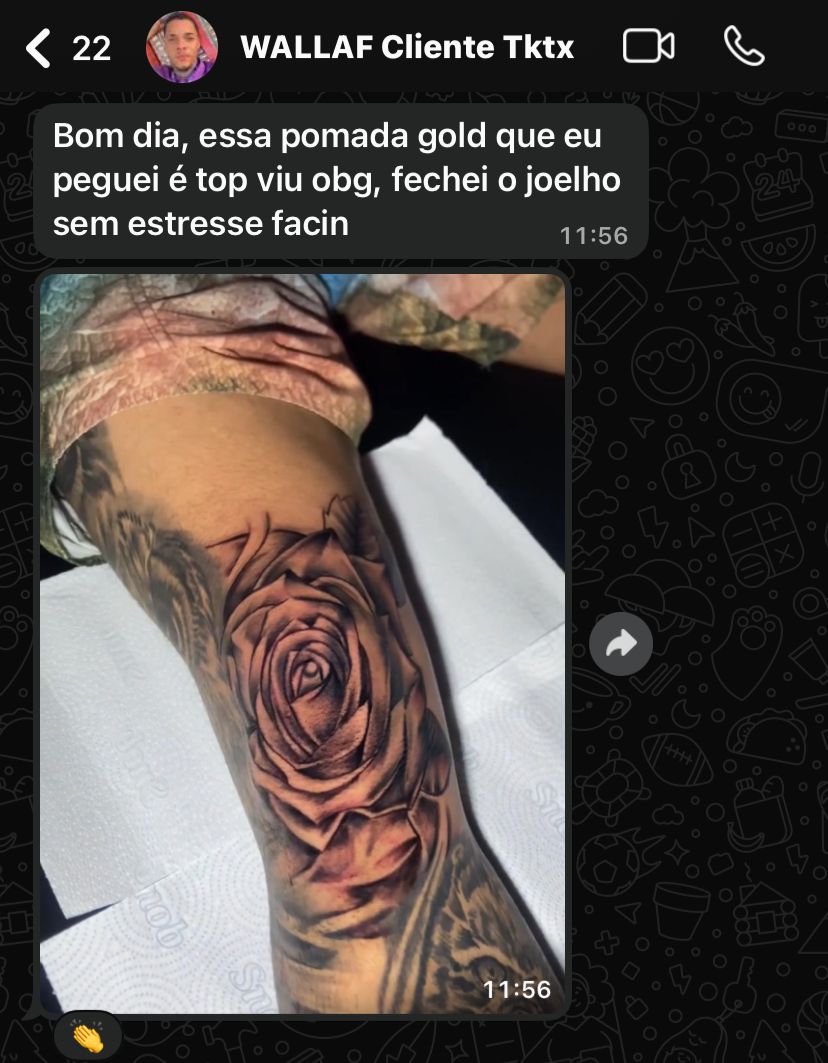 22
WALLAF Cliente Tktx
Bom dia, essa pomada gold que eu
peguei é top viu obg, fechei o joelho
sem estresse facin
11:56
Snob
11:56